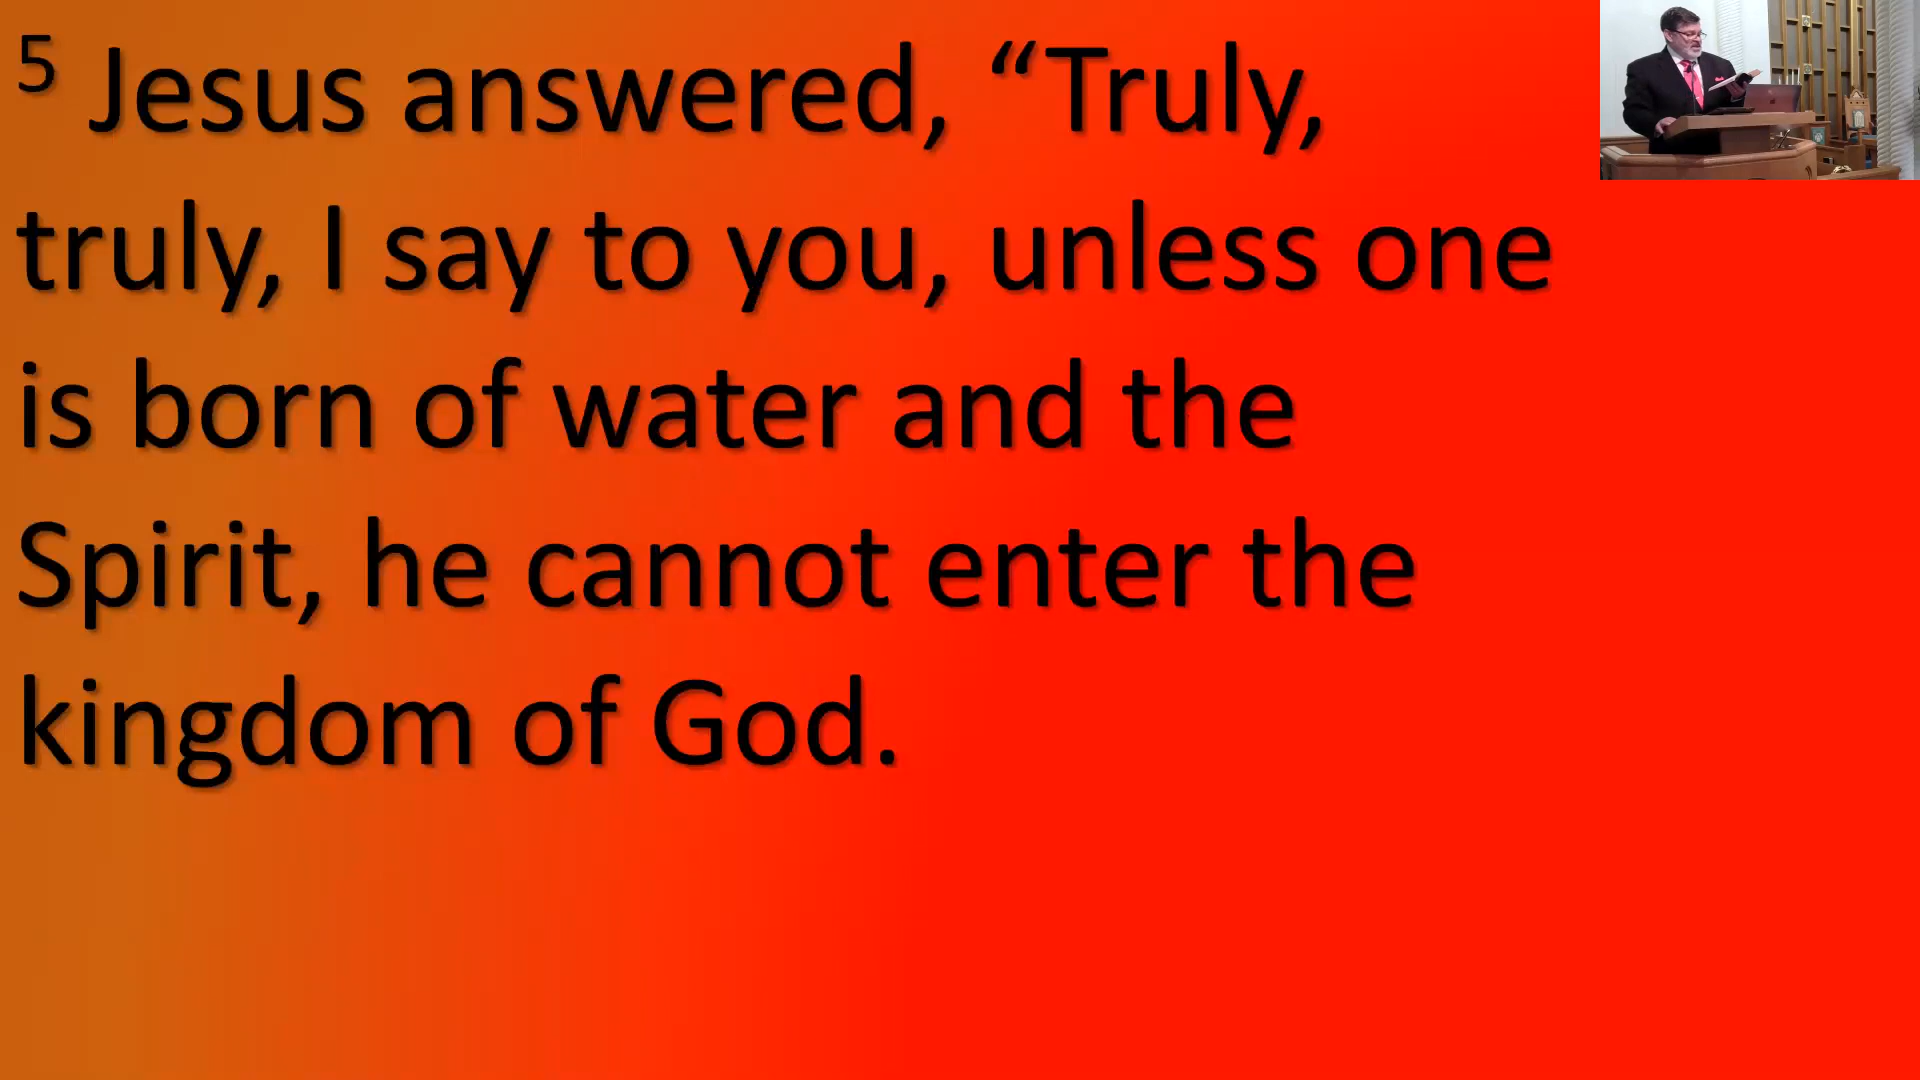 5 Jesus answered, “Truly,
truly, I say to you, unless one
is born of water and the
Spirit, he cannot enter the
kingdom of God.